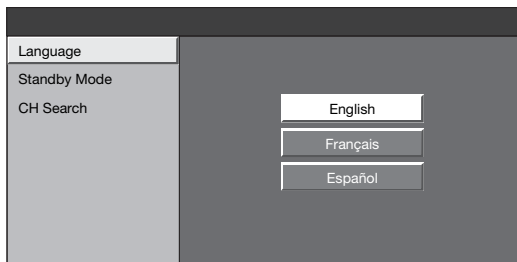 Language
Standby Mode
CH Search
English
Français
Español